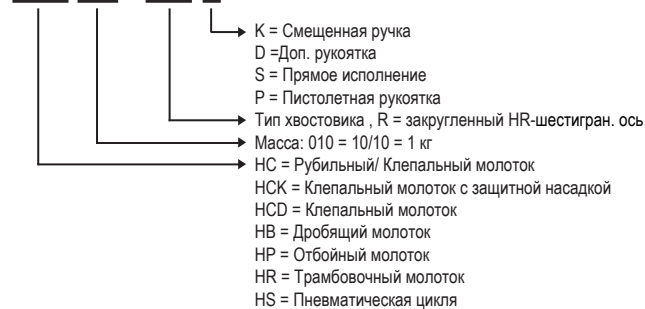 K = Смещенная ручка
D =Доп. рукоятка
S = Прямое исполнение
P = Пистолетная рукоятка
Тип хвостовика , R = закругленный HR-шестигран. ось
Масса: 010 = 10/10 = 1 кг
HC = Рубильный/ Клепальный молоток
HCK = Клепальный молоток с защитной насадкой
HCD = Клепальный молоток
HB = Дробящий молоток
HP = Отбойный молоток
HR = Трамбовочный молоток
HS = Пневматическая цикля